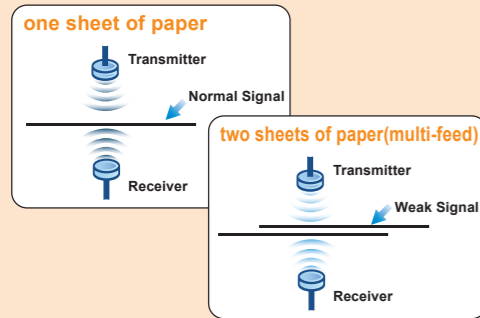 one sheet of paper
Transmitter
Normal Signal
Receiver
two sheets of paper(multi-feed)
Transmitter
Weak Signal
Receiver